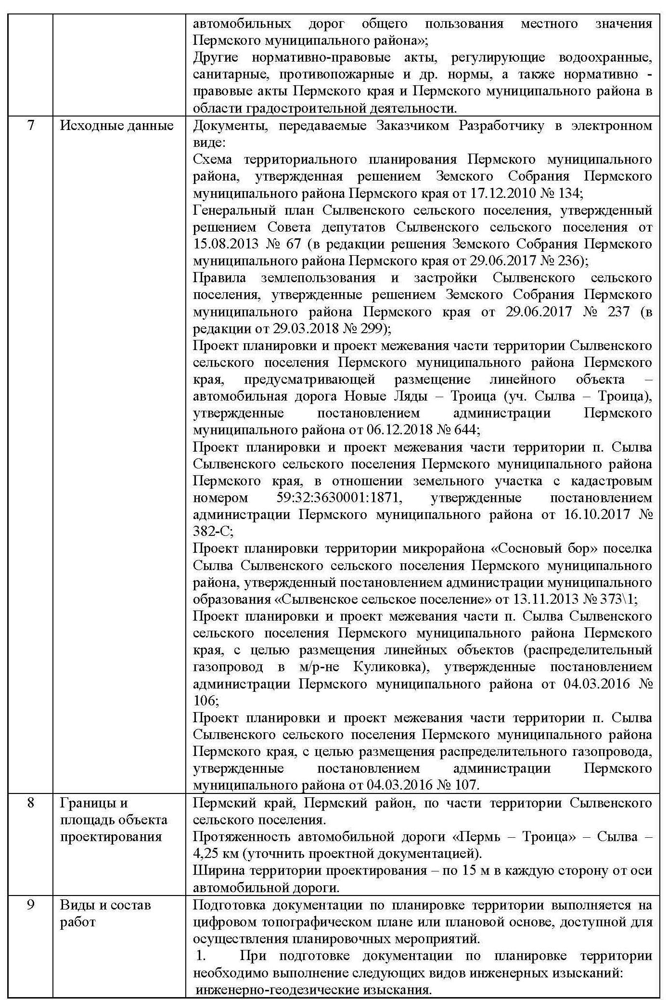 автомобильных дорог общего пользования местного значения
Пермского муниципального района»;
Другие нормативно-правовые акты, регулирующие водоохранные,
санитарные, противопожарные и др. нормы, а также нормативно -
правовые акты Пермского края и Пермского муниципального района в
области градостроительной деятельности.
7 Исходные данные Документы, передаваемые Заказчиком Разработчику в электронном
виде:
Схема территориального планирования Пермского муниципального
района, утвержденная решением Земского Собрания Пермского
муниципального района Пермского края от 17.12.2010 № 134;
Генеральный план Сылвенского сельского поселения, утвержденный
решением Совета депутатов Сылвенского сельского поселения от
15.08.2013 № 67 (в редакции решения Земского Собрания Пермского
муниципального района Пермского края от 29.06.2017 № 236);
Правила землепользования и застройки Сылвенского сельского
поселения, утвержденные решением Земского Собрания Пермского
муниципального района Пермского края от 29.06.2017 № 237 (в
редакции от 29.03.2018 № 299);
Проект планировки и проект межевания части территории Сылвенского
сельского поселения Пермского муниципального района Пермского
края, предусматривающей размещение линейного объекта –
автомобильная дорога Новые Ляды – Троица (уч. Сылва – Троица),
утвержденные постановлением администрации Пермского
муниципального района от 06.12.2018 № 644;
Проект планировки и проект межевания части территории п. Сылва
Сылвенского сельского поселения Пермского муниципального района
Пермского края, в отношении земельного участка с кадастровым
номером 59:32:3630001:1871, утвержденные постановлением
администрации Пермского муниципального района от 16.10.2017 №
382-С;
Проект планировки территории микрорайона «Сосновый бор» поселка
Сылва Сылвенского сельского поселения Пермского муниципального
района, утвержденный постановлением администрации муниципального
образования «Сылвенское сельское поселение» от 13.11.2013 № 373\1;
Проект планировки и проект межевания части п. Сылва Сылвенского
сельского поселения Пермского муниципального района Пермского
края, с целью размещения линейных объектов (распределительный
газопровод в м/р-не Куликовка), утвержденные постановлением
администрации Пермского муниципального района от 04.03.2016 №
106;
Проект планировки и проект межевания части территории п. Сылва
Сылвенского сельского поселения Пермского муниципального района
Пермского края, с целью размещения распределительного газопровода,
утвержденные постановлением администрации Пермского
муниципального района от 04.03.2016 № 107.
8 Границы и Пермский край, Пермский район, по части территории Сылвенского
площадь объекта сельского поселения.
проектирования Протяженность автомобильной дороги «Пермь – Троица» – Сылва –
4,25 км (уточнить проектной документацией).
Ширина территории проектирования – по 15 м в каждую сторону от оси
автомобильной дороги.
9 Виды и состав Подготовка документации по планировке территории выполняется на
работ цифровом топографическом плане или плановой основе, доступной для
осуществления планировочных мероприятий.
1. При подготовке документации по планировке территории
необходимо выполнение следующих видов инженерных изысканий:
инженерно-геодезические изыскания.